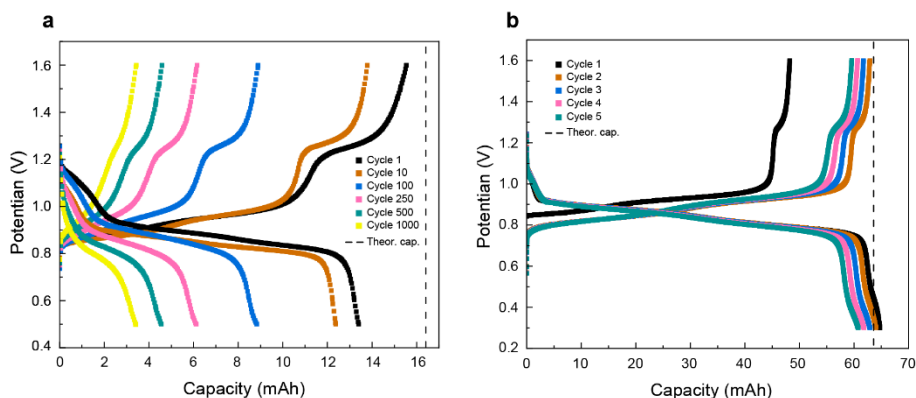 a
1.6
1.4
1.2
1.0
0.8
0.6
0.4
Potentian (V)
0
2
4
6
8
10
12
14
16
Capacity (mAh)
Cycle 1
Cycle 10
Cycle 100
Cycle 250
Cycle 500
Cycle 1000
Theor. cap.
b
1.6
1.4
1.2
1.0
0.8
0.6
0.4
0.2
Potentian (V)
0
10
20
30
40
50
60
70
Capacity (mAh)
Cycle 1
Cycle 2
Cycle 3
Cycle 4
Cycle 5
Theor. cap.